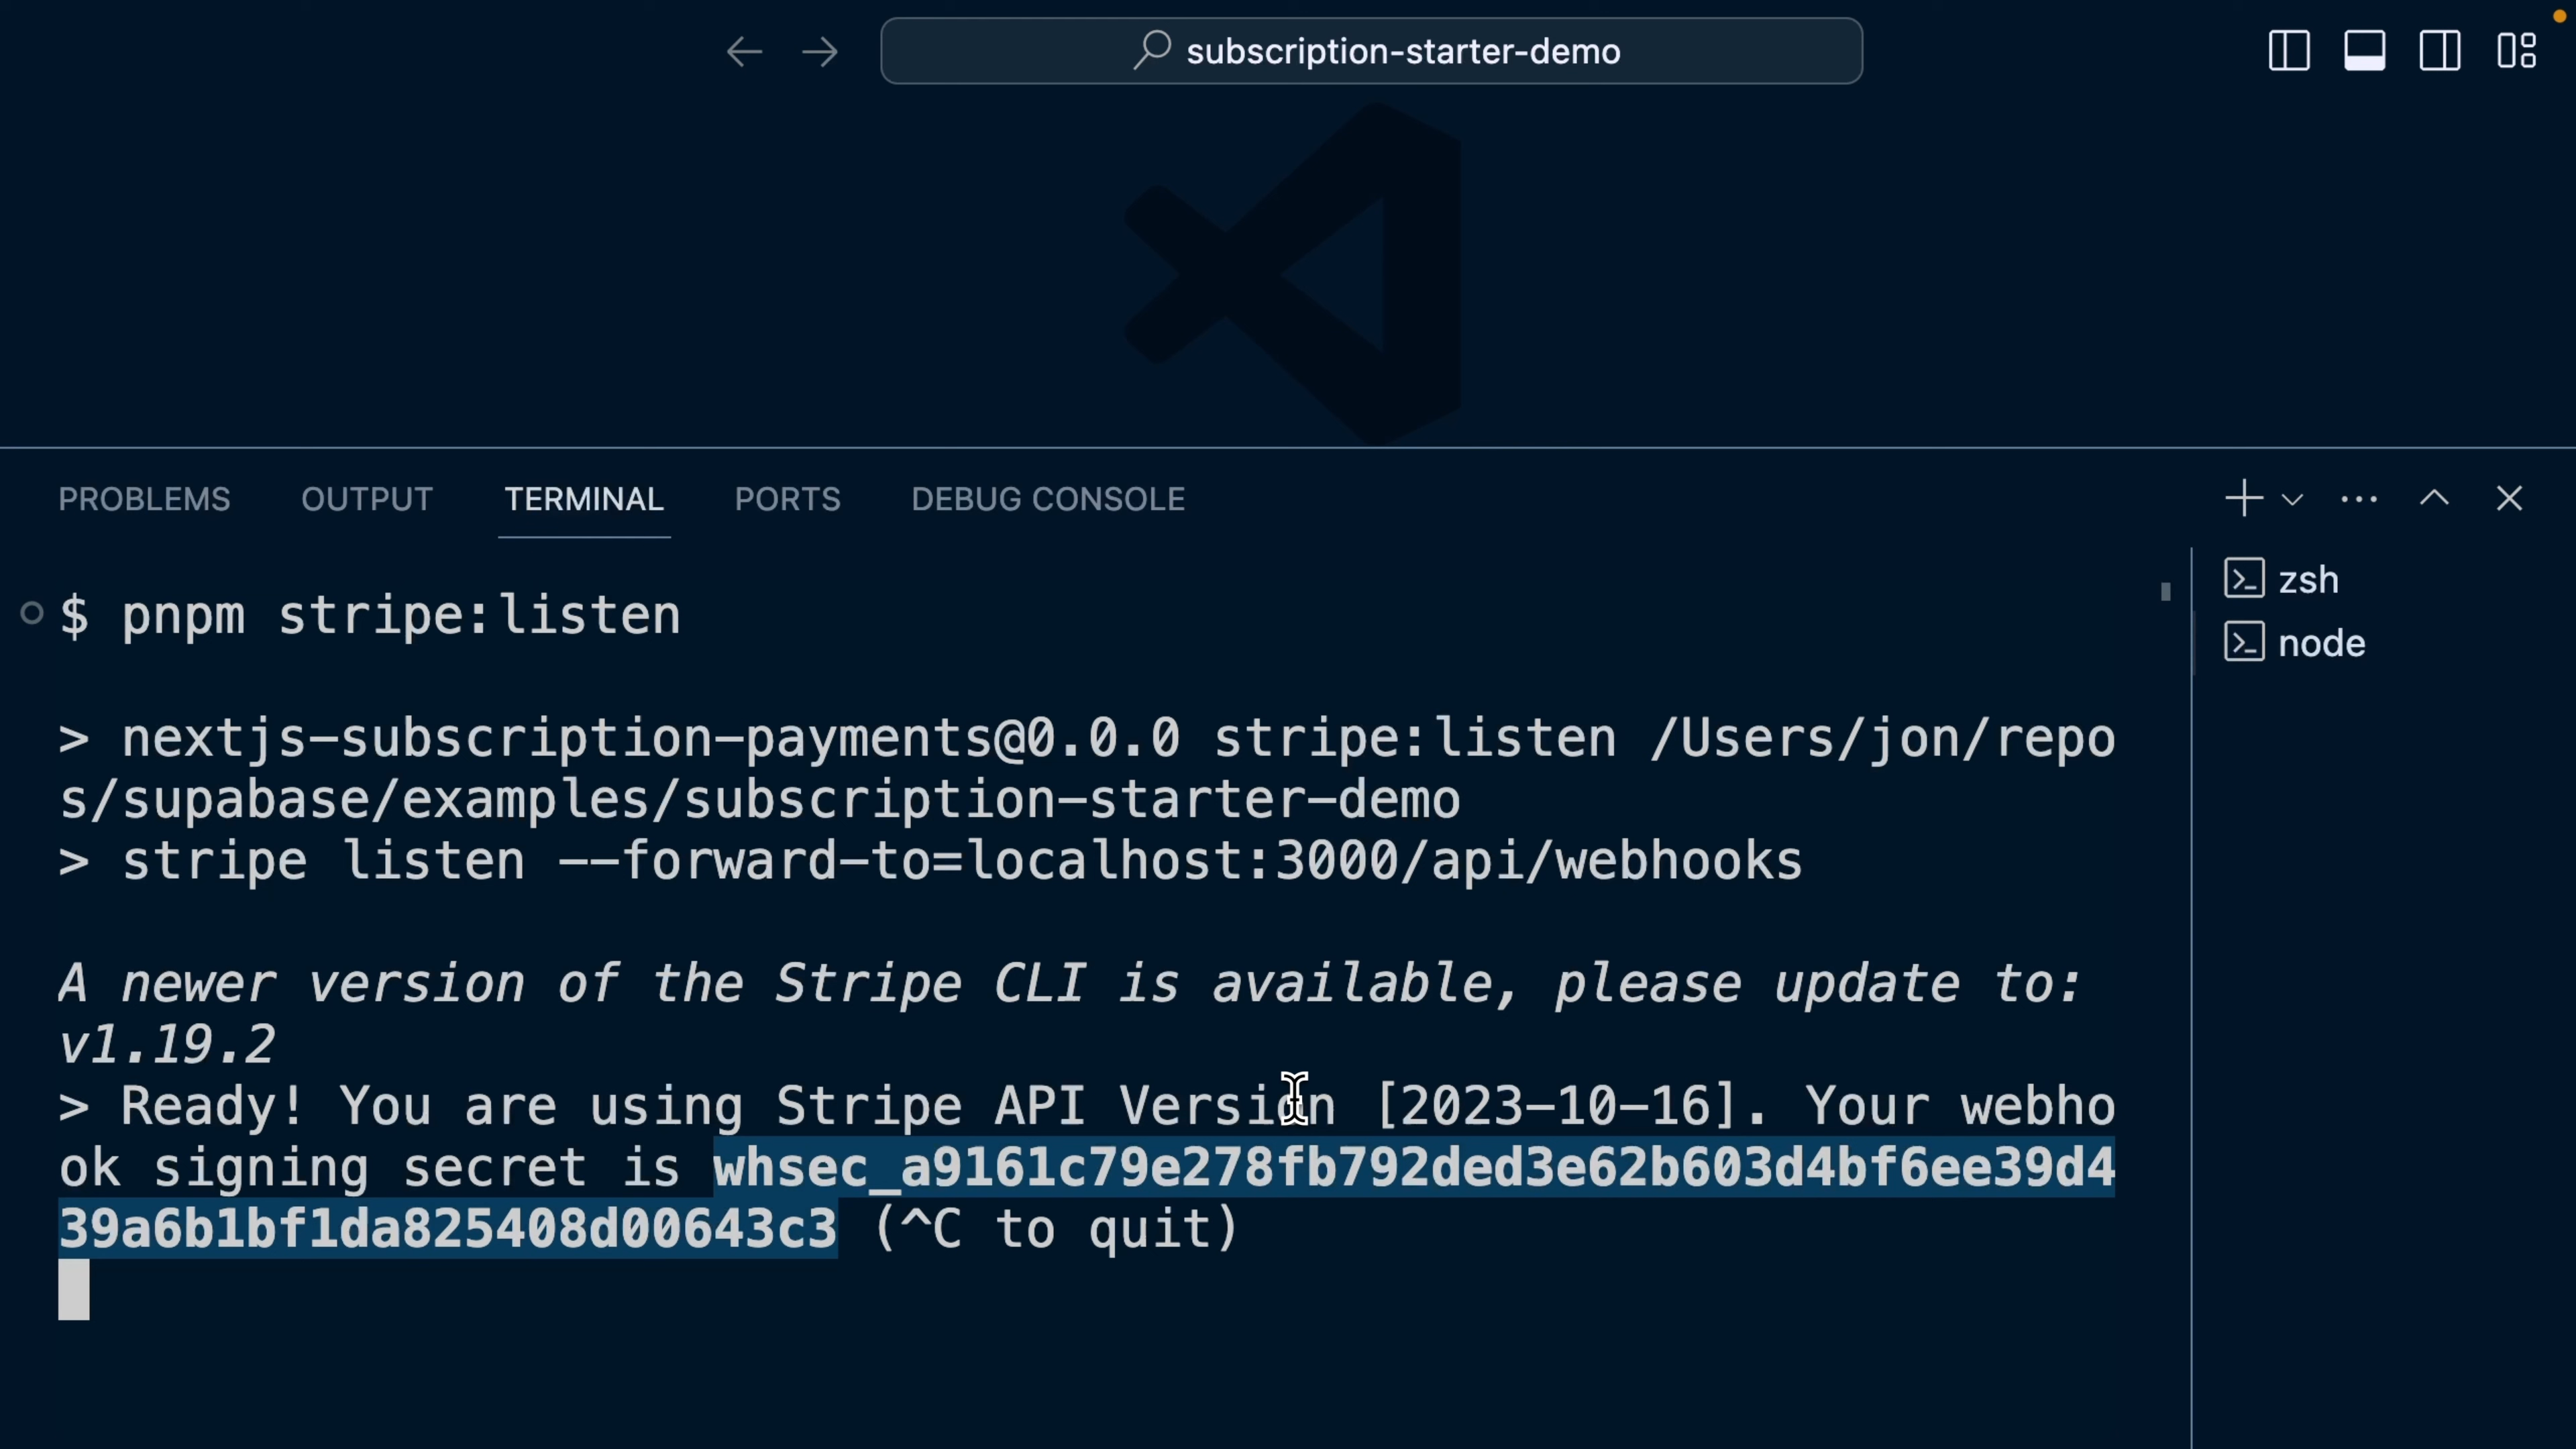 subscription-starter-demo
PROBLEMS OUTPUT TERMINAL PORTS DEBUG CONSOLE
zsh
node
$ pnpm stripe:listen
> nextjs-subscription-payments@0.0.0 stripe:listen /Users/jon/repo
s/supabase/examples/subscription-starter-demo
> stripe listen --forward-to=localhost:3000/api/webhooks
A newer version of the Stripe CLI is available, please update to:
v1.19.2
> Ready! You are using Stripe API Version [2023-10-16]. Your webho
ok signing secret is whsec_a9161c79e278fb792ded3e62b603d4bf6ee39d4
39a6b1bf1da825408d00643c3 (^C to quit)